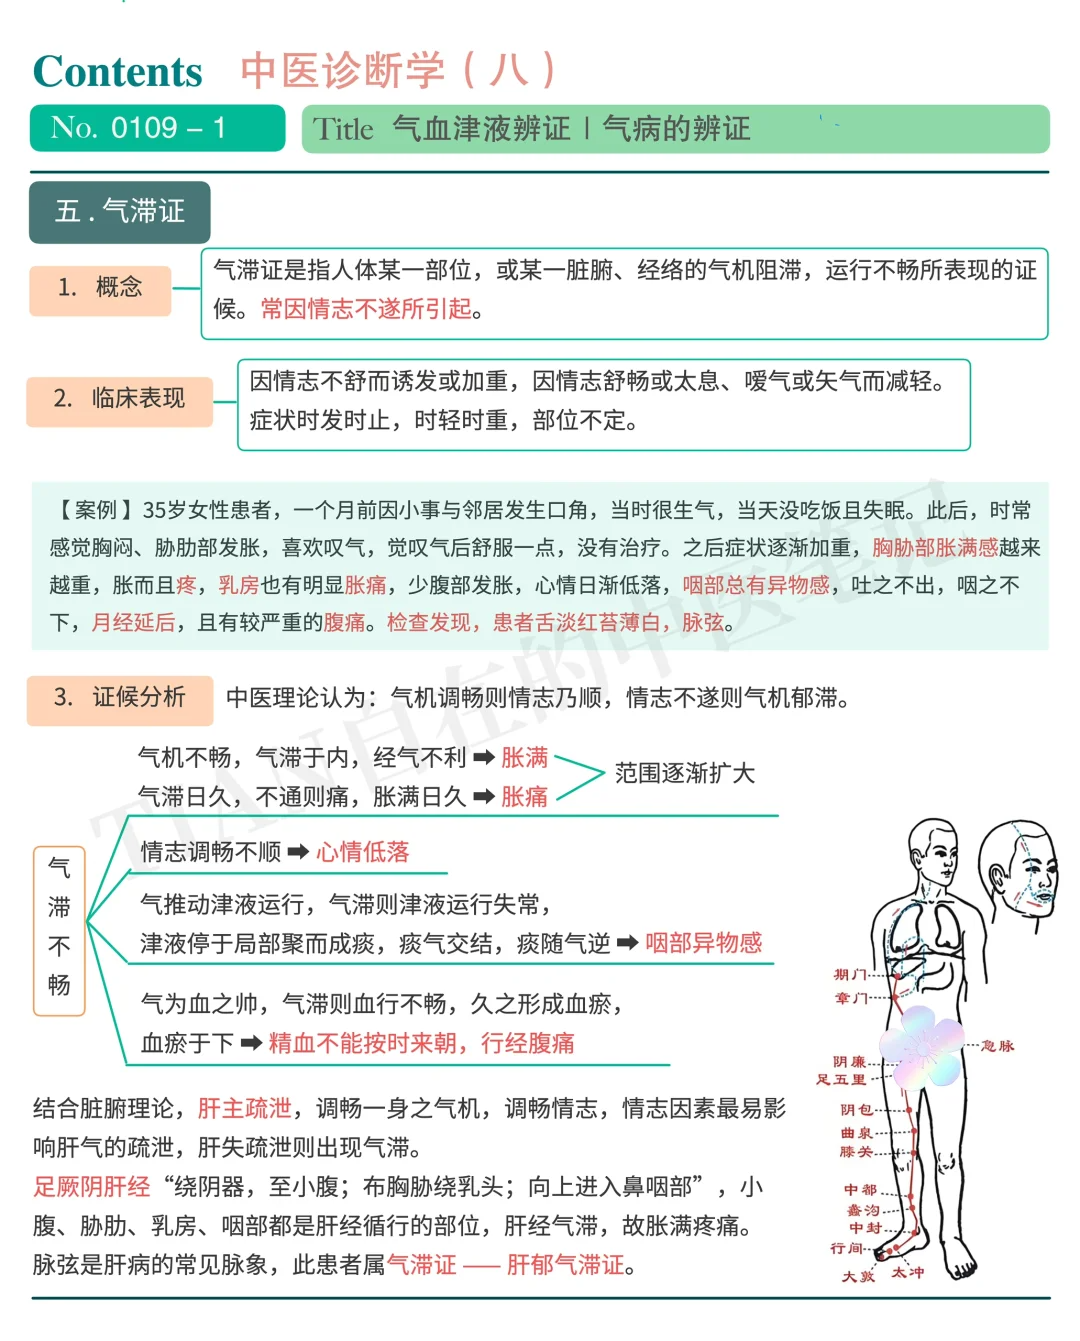 Contents 中医诊断学（八）
No. 0109 – 1
Title 气血津液辨证 | 气病的辨证
五 . 气滞证
1. 概念
气滞证是指人体某一部位，或某一脏腑、经络的气机阻滞，运行不畅所表现的证
候。常因情志不遂所引起。
2. 临床表现
因情志不舒而诱发或加重，因情志舒畅或太息、嗳气或矢气而减轻。
症状时发时止，时轻时重，部位不定。
【案例】35岁女性患者，一个月前因小事与邻居发生口角，当时很生气，当天没吃饭且失眠。此后，时常
感觉胸闷、胁肋部发胀，喜欢叹气，觉叹气后舒服一点，没有治疗。之后症状逐渐加重，胸胁部胀满感越来
越重，胀而且疼，乳房也有明显胀痛，少腹部发胀，心情日渐低落，咽部总有异物感，吐之不出，咽之不
下，月经延后，且有较严重的腹痛。检查发现，患者舌淡红苔薄白，脉弦。
TIAN自在的中医笔记
3. 证候分析
中医理论认为：气机调畅则情志乃顺，情志不遂则气机郁滞。
气机不畅，气滞于内，经气不利➡胀满
气滞日久，不通则痛，胀满日久➡胀痛
范围逐渐扩大
气滞不畅
情志调畅不顺➡心情低落
气推动津液运行，气滞则津液运行失常，
津液停于局部聚而成痰，痰气交结，痰随气逆➡咽部异物感
气为血之帅，气滞则血行不畅，久之形成血瘀，
血瘀于下➡精血不能按时来朝，行经腹痛
结合脏腑理论，肝主疏泄，调畅一身之气机，调畅情志，情志因素最易影
响肝气的疏泄，肝失疏泄则出现气滞。
足厥阴肝经“绕阴器，至小腹；布胸胁绕乳头；向上进入鼻咽部”，小
腹、胁肋、乳房、咽部都是肝经循行的部位，肝经气滞，故胀满疼痛。
脉弦是肝病的常见脉象，此患者属气滞证 —— 肝郁气滞证。
期门
章门
急脉
阴廉
足五里
阴包
曲泉
膝关
中都
蠡沟
中封
行间
大敦
太冲